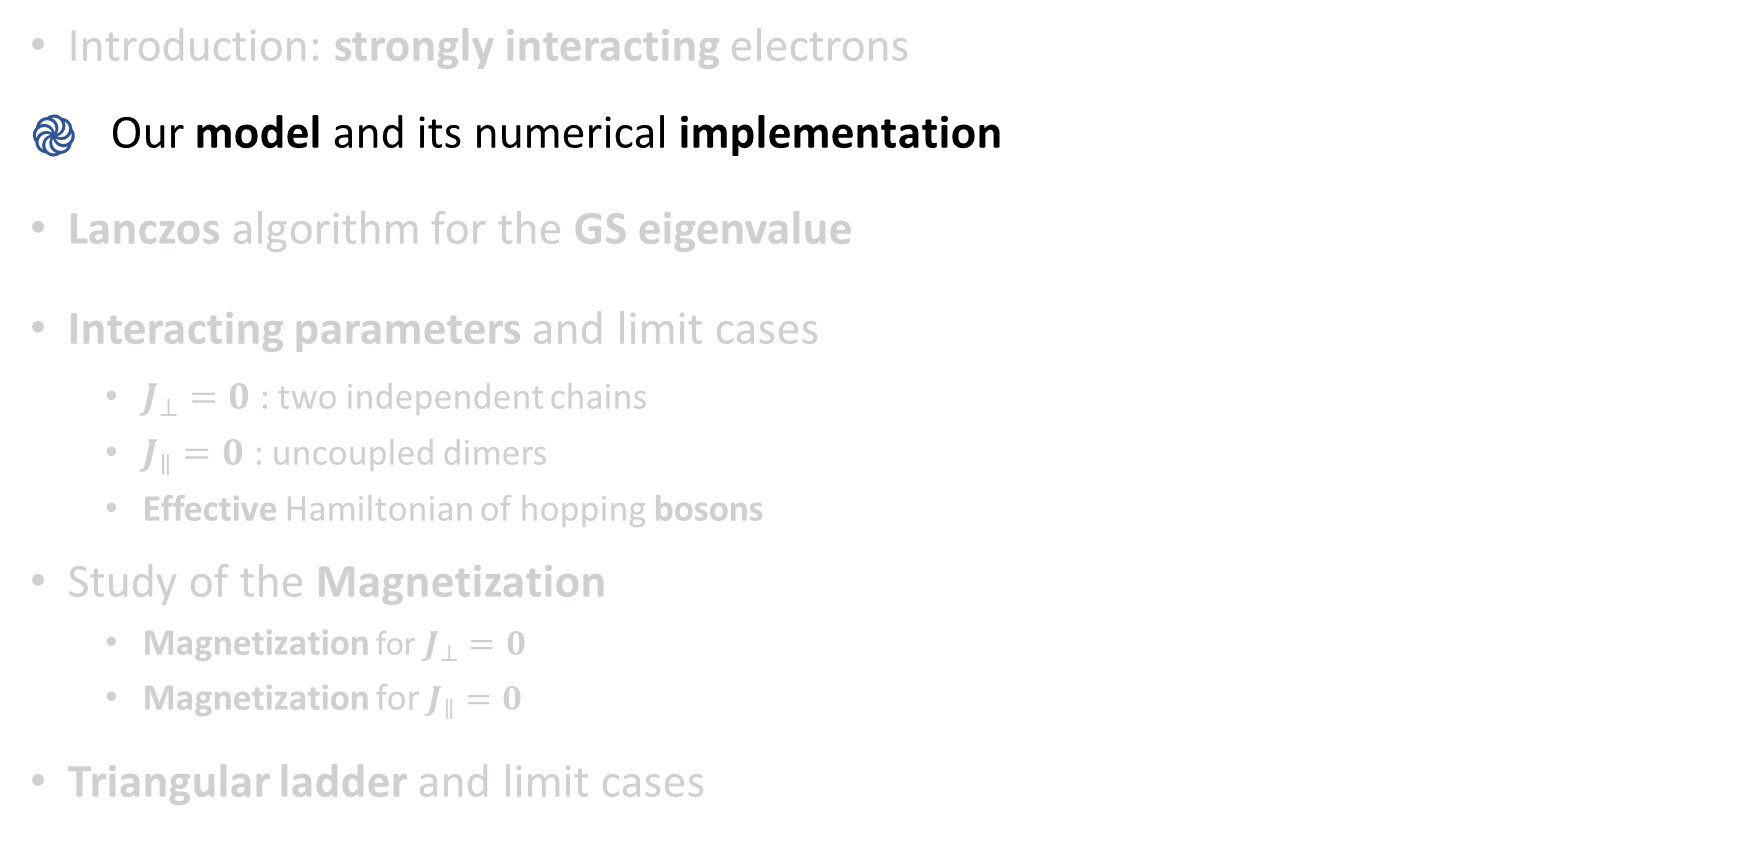 • Introduction: strongly interacting electrons
Our model and its numerical implementation
• Lanczos algorithm for the GS eigenvalue
• Interacting parameters and limit cases
• J⊥ = 0 : two independent chains
• J∥ = 0 : uncoupled dimers
• Effective Hamiltonian of hopping bosons
• Study of the Magnetization
• Magnetization for J⊥ = 0
• Magnetization for J∥ = 0
• Triangular ladder and limit cases